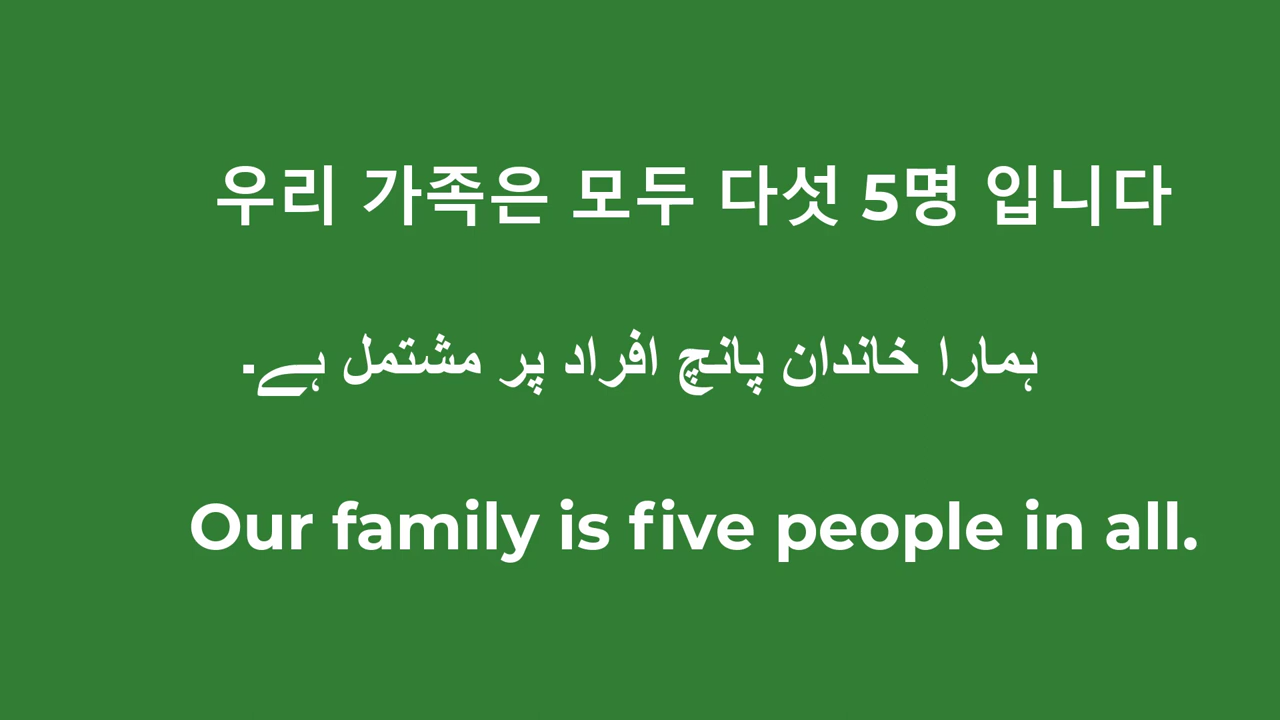 우리 가족은 모두 다섯 5명 입니다
ہمارا خاندان پانچ افراد پر مشتمل ہے۔
Our family is five people in all.